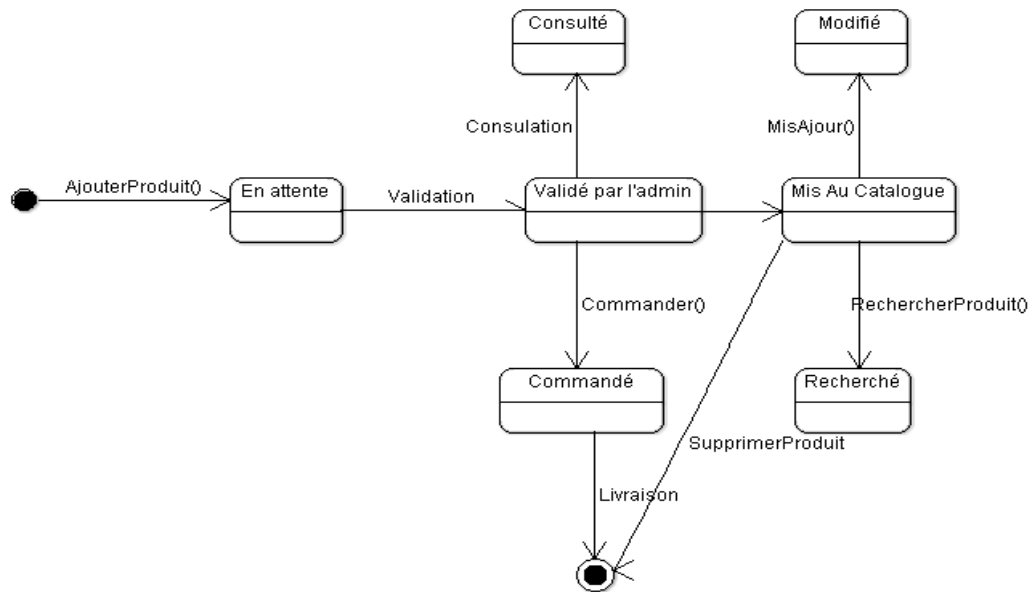 Consulté
Modifié
Consulation
MisAjour()
AjouterProduit()
En attente
Validation
Validé par l'admin
Mis Au Catalogue
Commander()
RechercherProduit()
Commandé
Recherché
SupprimerProduit
Livraison